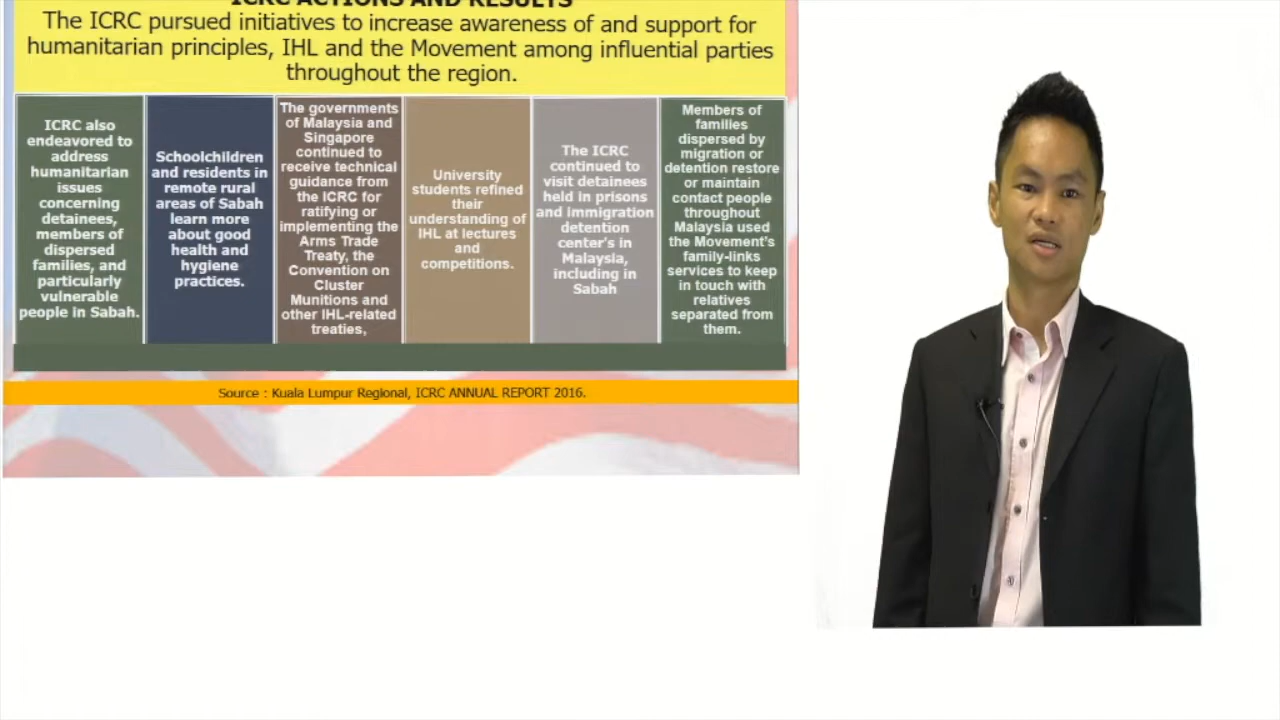 ICRC ACTIONS AND RESULTS
The ICRC pursued initiatives to increase awareness of and support for
humanitarian principles, IHL and the Movement among influential parties
throughout the region.
ICRC also
endeavored to
address
humanitarian
issues
concerning
detainees,
members of
dispersed
families, and
particularly
vulnerable
people in Sabah.
Schoolchildren
and residents in
remote rural
areas of Sabah
learn more
about good
health and
hygiene
practices.
The governments
of Malaysia and
Singapore
continued to
receive technical
guidance from
the ICRC for
ratifying or
implementing the
Arms Trade
Treaty, the
Convention on
Cluster
Munitions and
other IHL-related
treaties,
University
students refined
their
understanding of
IHL at lectures
and
competitions.
The ICRC
continued to
visit detainees
held in prisons
and immigration
detention
center's in
Malaysia,
including in
Sabah
Members of
families
dispersed by
migration or
detention restore
or maintain
contact people
throughout
Malaysia used
the Movement's
family-links
services to keep
in touch with
relatives
separated from
them.
Source : Kuala Lumpur Regional, ICRC ANNUAL REPORT 2016.